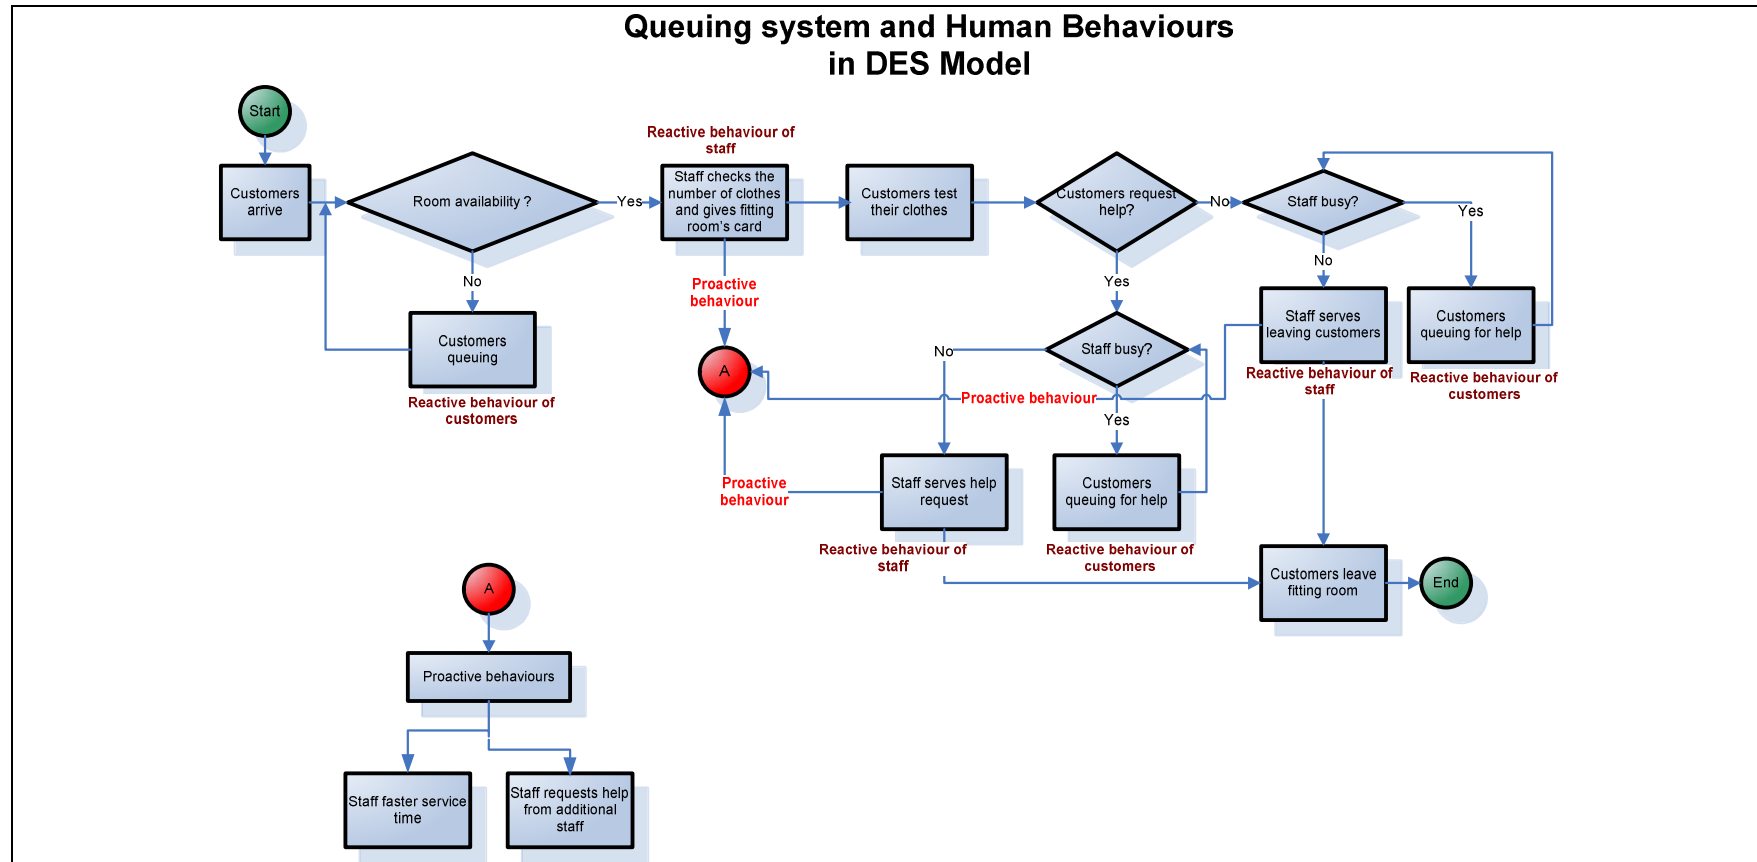 Queuing system and Human Behaviours
in DES Model
Start
Customers
arrive
Room availability ?
Yes
No
Customers
queuing
Reactive behaviour of
customers
Reactive behaviour of
staff
Staff checks the
number of clothes
and gives fitting
room's card
Proactive
behaviour
A
Customers test
their clothes
Customers request
help?
No
Yes
Staff busy?
Yes
No
Staff serves
leaving customers
Reactive behaviour of
staff
Customers
queuing for help
Reactive behaviour of
customers
Staff busy?
No
Yes
Proactive behaviour
Proactive
behaviour
Staff serves help
request
Reactive behaviour of
staff
Customers
queuing for help
Reactive behaviour of
customers
Customers leave
fitting room
End
A
Proactive behaviours
Staff faster service
time
Staff requests help
from additional
staff